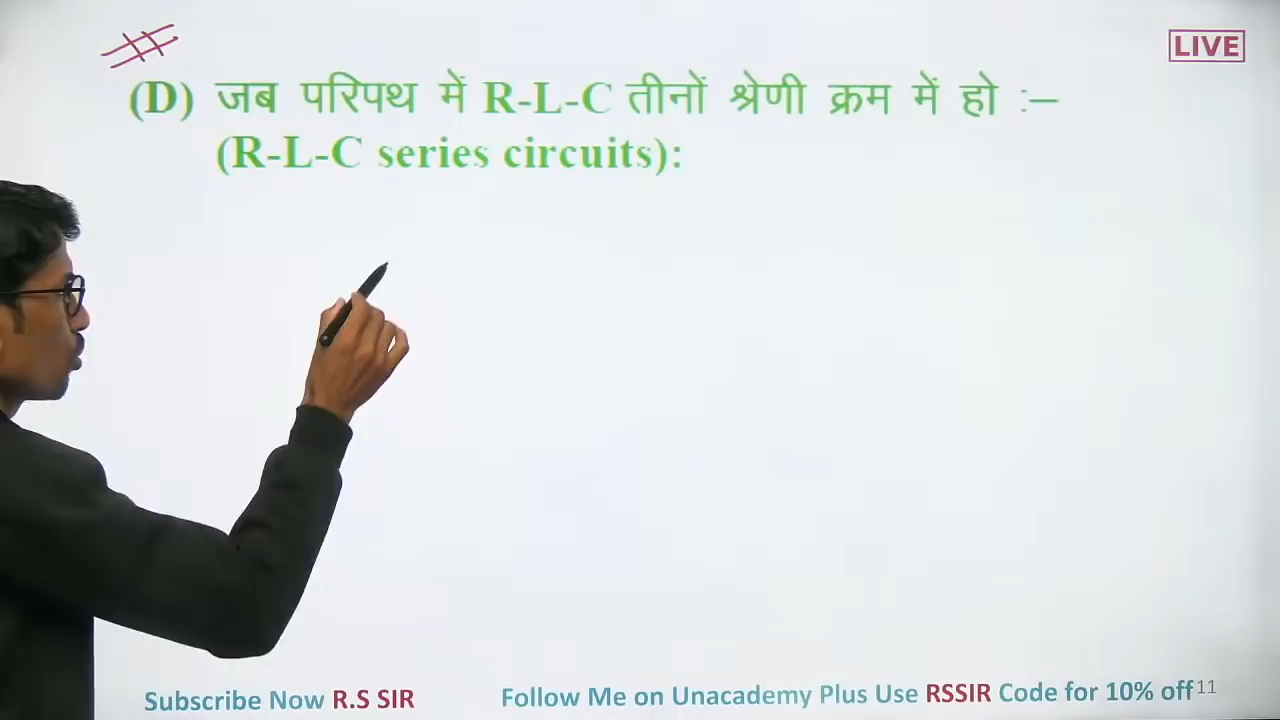 LIVE
(D) जब परिपथ में R-L-C तीनों श्रेणी क्रम में हो :–
(R-L-C series circuits):
Subscribe Now R.S SIR
Follow Me on Unacademy Plus Use RSSIR Code for 10% off 11